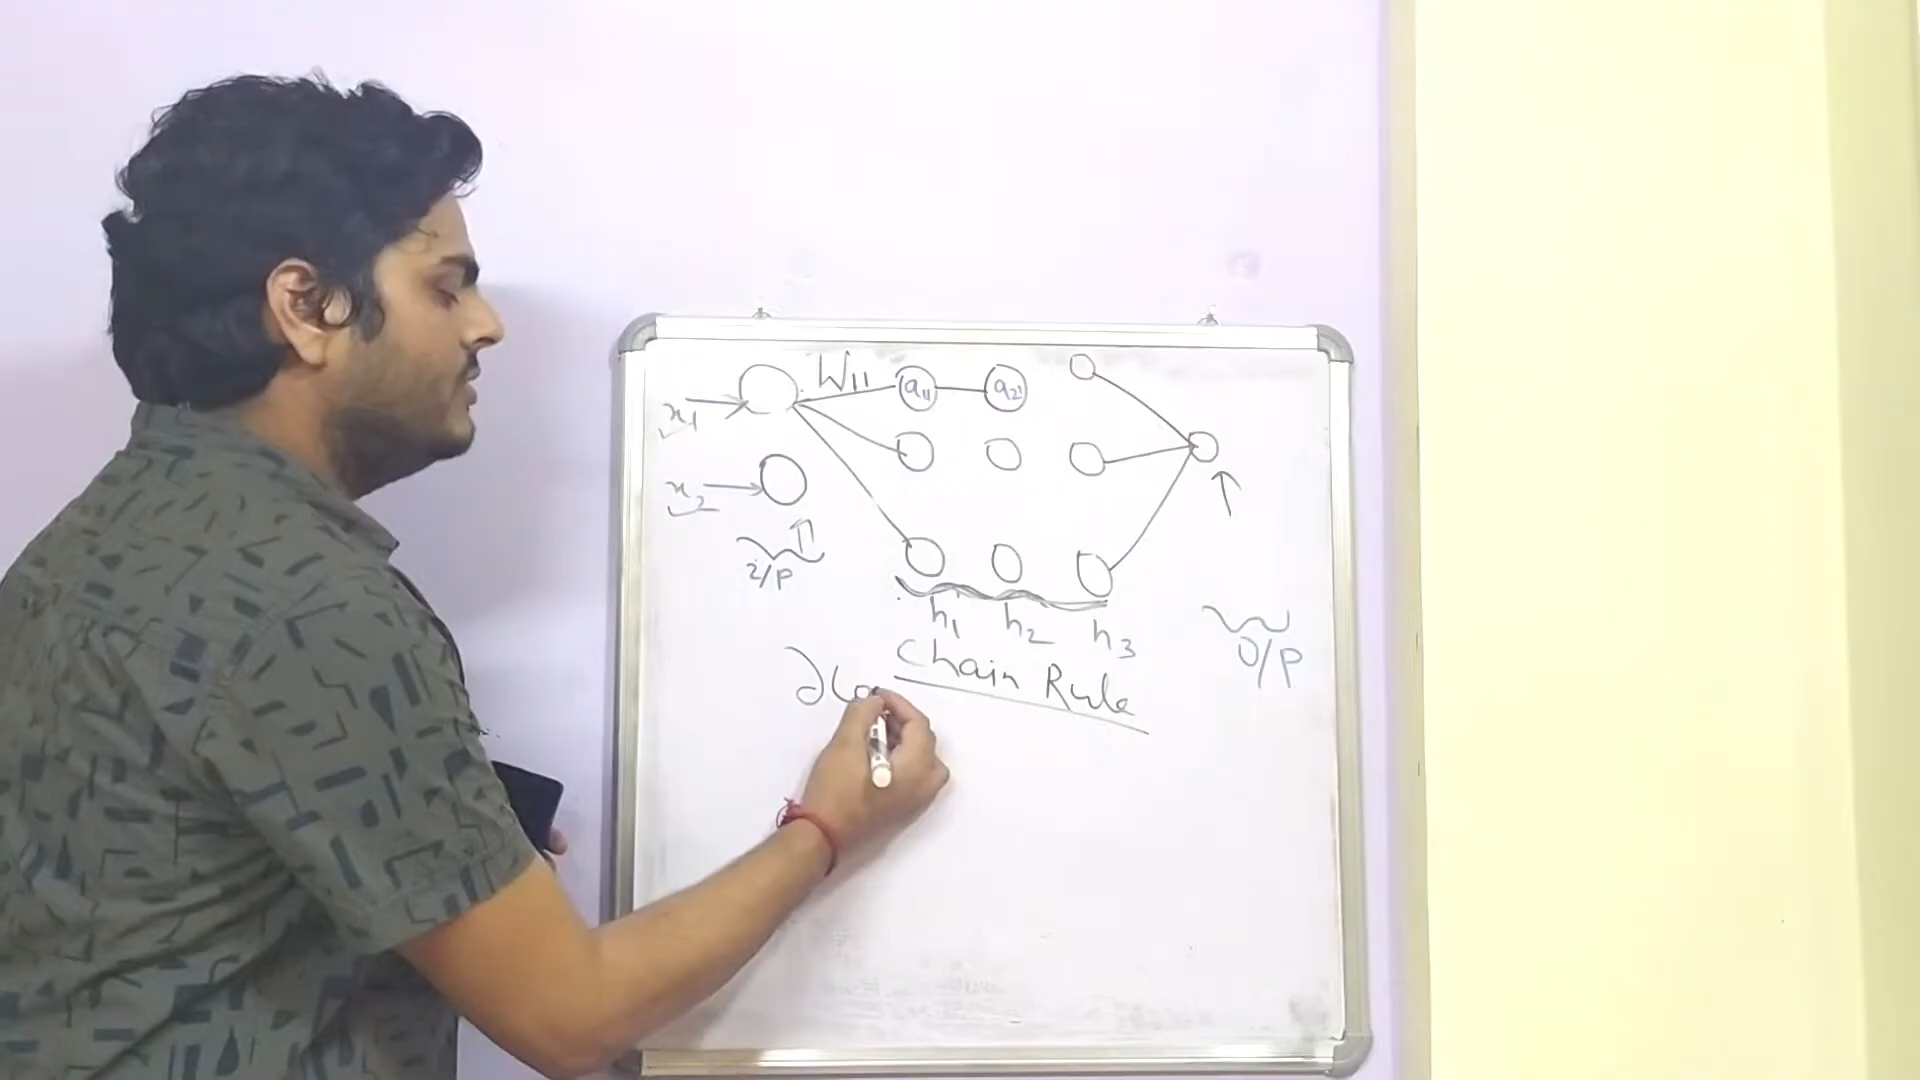 x₁ W₁₁ a₁₁ a₂₁
x₂
i/P
h₁ h₂ h₃
O/P
Chain Rule
∂(a